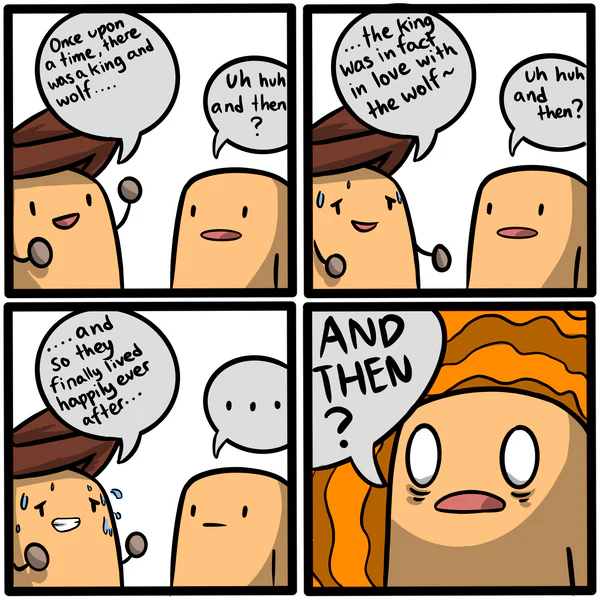 Once upon
a time, there
was a king and
wolf....
Uh huh
and then
?
...the king
was in fact
in love with
the wolf~
Uh huh
and
then?
....and
so they
finally lived
happily ever
after...
...
AND
THEN
?